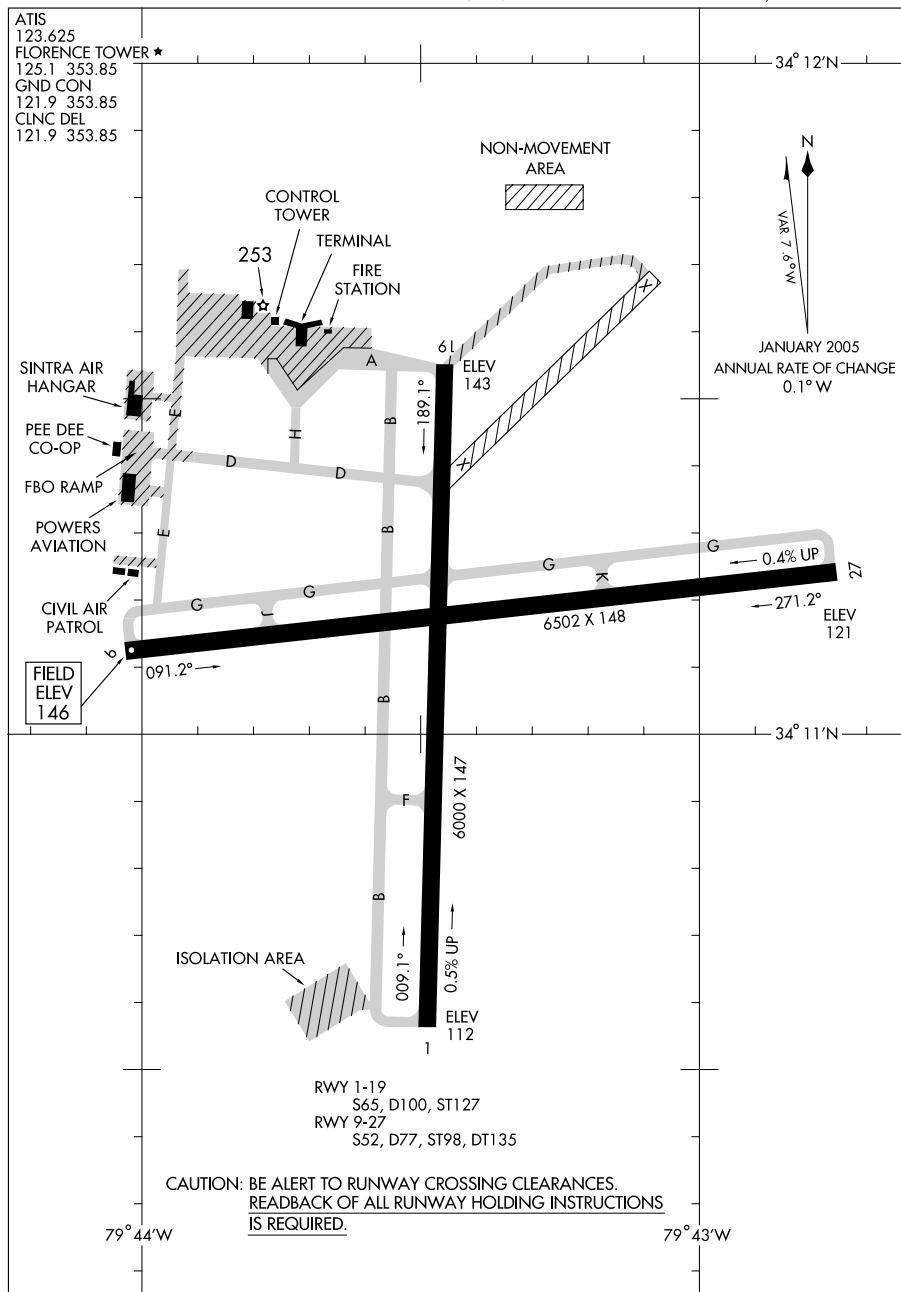 ATIS
123.625
FLORENCE TOWER ★
125.1 353.85
GND CON
121.9 353.85
CLNC DEL
121.9 353.85
34° 12'N
NON-MOVEMENT
AREA
N
VAR 7.6° W
JANUARY 2005
ANNUAL RATE OF CHANGE
0.1° W
CONTROL
TOWER
253
TERMINAL
FIRE
STATION
X
X
A
19
ELEV
143
189.1°
SINTRA AIR
HANGAR
PEE DEE
CO-OP
FBO RAMP
POWERS
AVIATION
CIVIL AIR
PATROL
E
E
H
B
D
D
B
G
G
J
G
G
K
0.4% UP
27
271.2°
ELEV
121
6502 X 148
9
091.2°
FIELD
ELEV
146
B
34° 11'N
6000 X 147
F
B
009.1°
0.5% UP
ISOLATION AREA
ELEV
112
1
RWY 1-19
S65, D100, ST127
RWY 9-27
S52, D77, ST98, DT135
CAUTION: BE ALERT TO RUNWAY CROSSING CLEARANCES.
READBACK OF ALL RUNWAY HOLDING INSTRUCTIONS
IS REQUIRED.
79° 44'W
79° 43'W